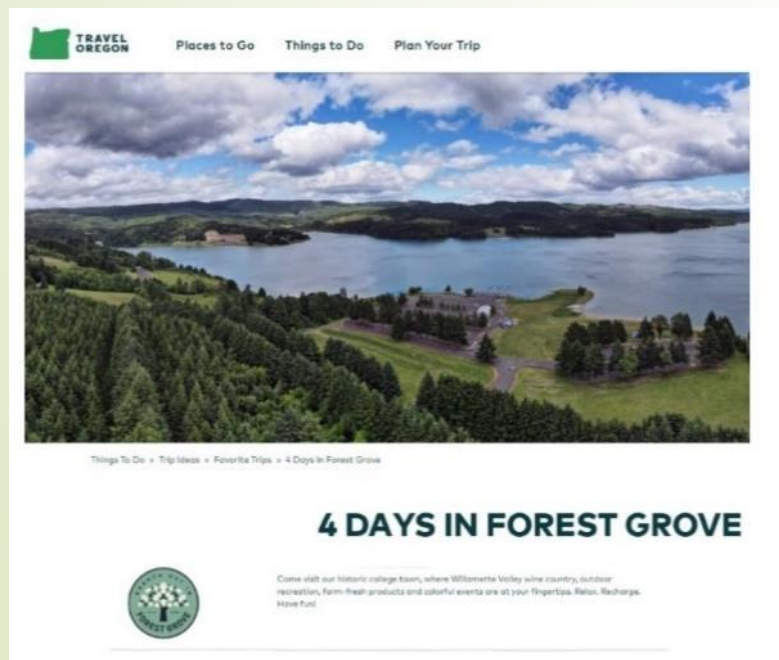 TRAVEL
OREGON
Places to Go
Things to Do
Plan Your Trip
Things To Do » Trip Ideas » Favorite Trips » 4 Days In Forest Grove
4 DAYS IN FOREST GROVE
FOREST GROVE
Come visit our historic college town, where Willamette Valley wine country, outdoor
recreation, farm-fresh products and colorful events are at your fingertips. Relax. Recharge.
Have fun!